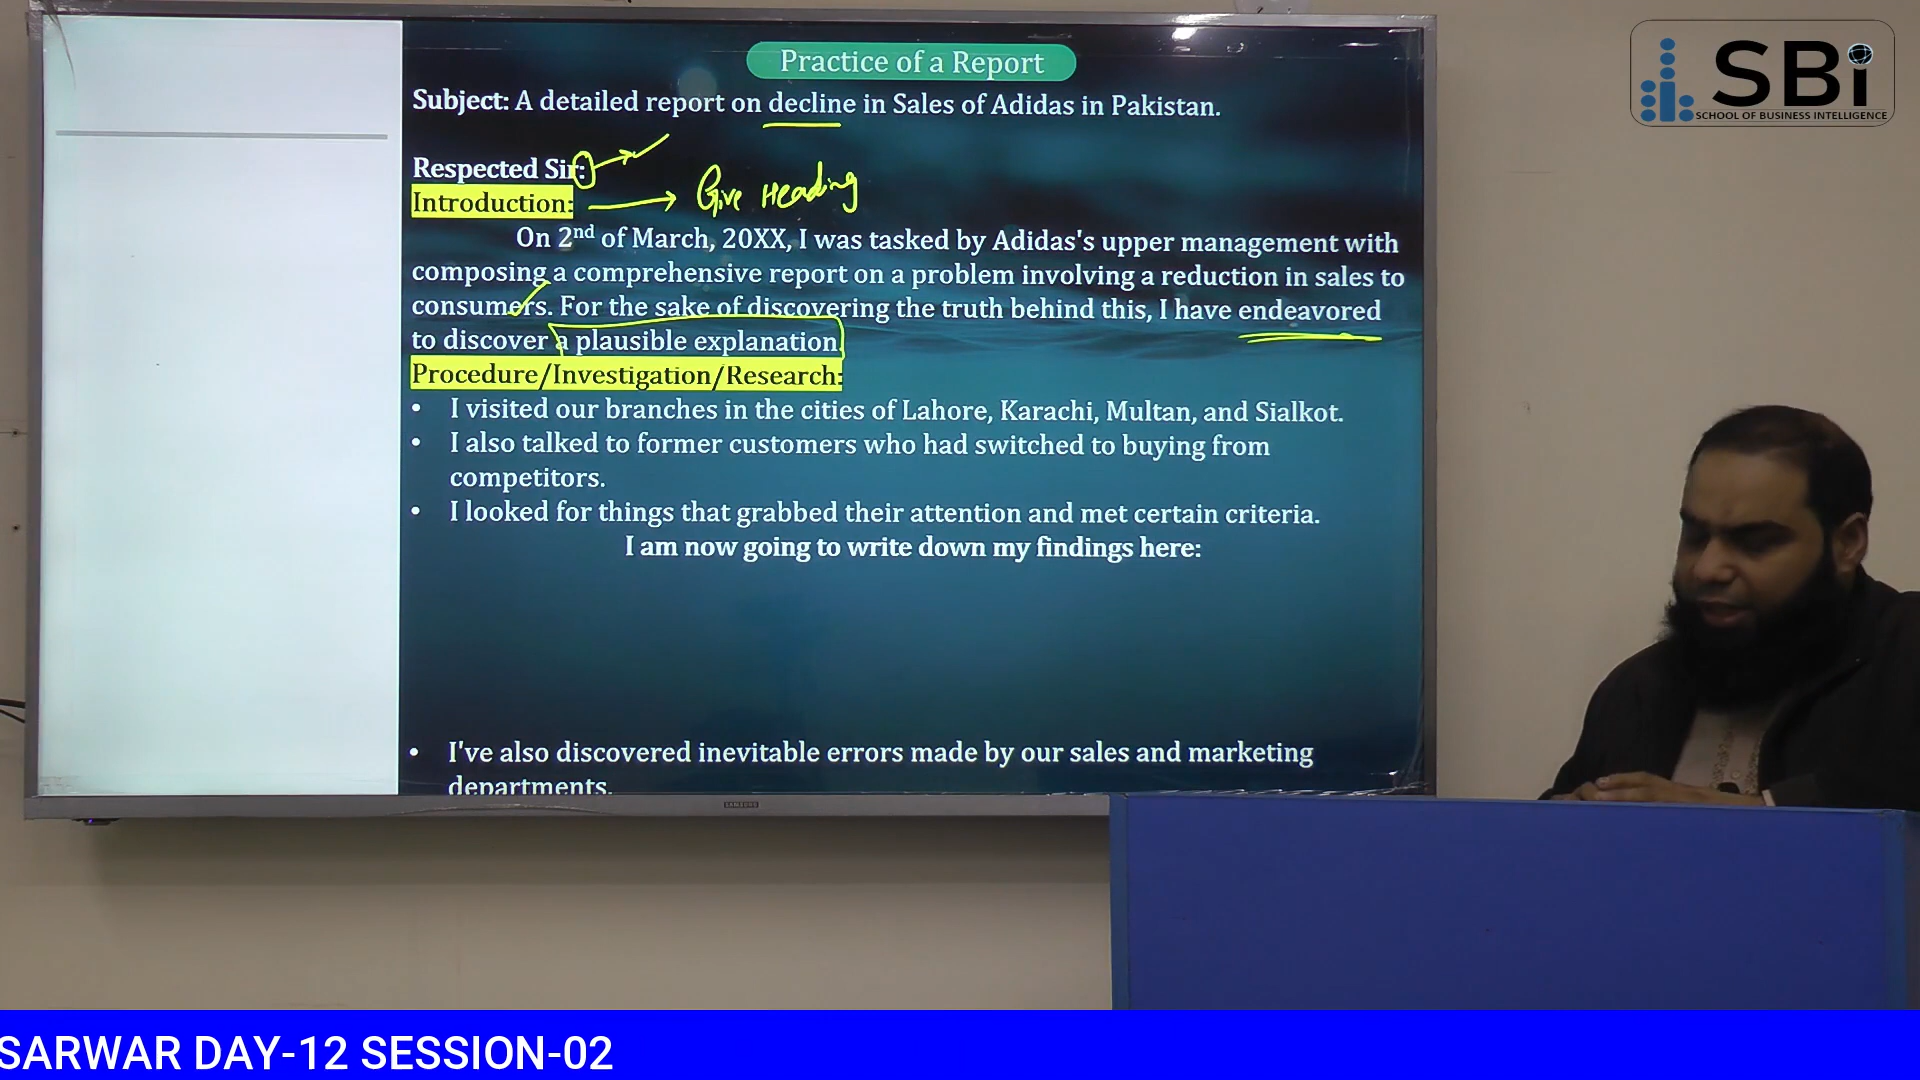 Practice of a Report
Subject: A detailed report on decline in Sales of Adidas in Pakistan.
Respected Sir:
Introduction: Give Heading
On 2nd of March, 20XX, I was tasked by Adidas's upper management with
composing a comprehensive report on a problem involving a reduction in sales to
consumers. For the sake of discovering the truth behind this, I have endeavored
to discover a plausible explanation.
Procedure/Investigation/Research:
• I visited our branches in the cities of Lahore, Karachi, Multan, and Sialkot.
• I also talked to former customers who had switched to buying from
competitors.
• I looked for things that grabbed their attention and met certain criteria.
I am now going to write down my findings here:
• I've also discovered inevitable errors made by our sales and marketing
departments.
SAMSUNG
SBi
SCHOOL OF BUSINESS INTELLIGENCE
SARWAR DAY-12 SESSION-02